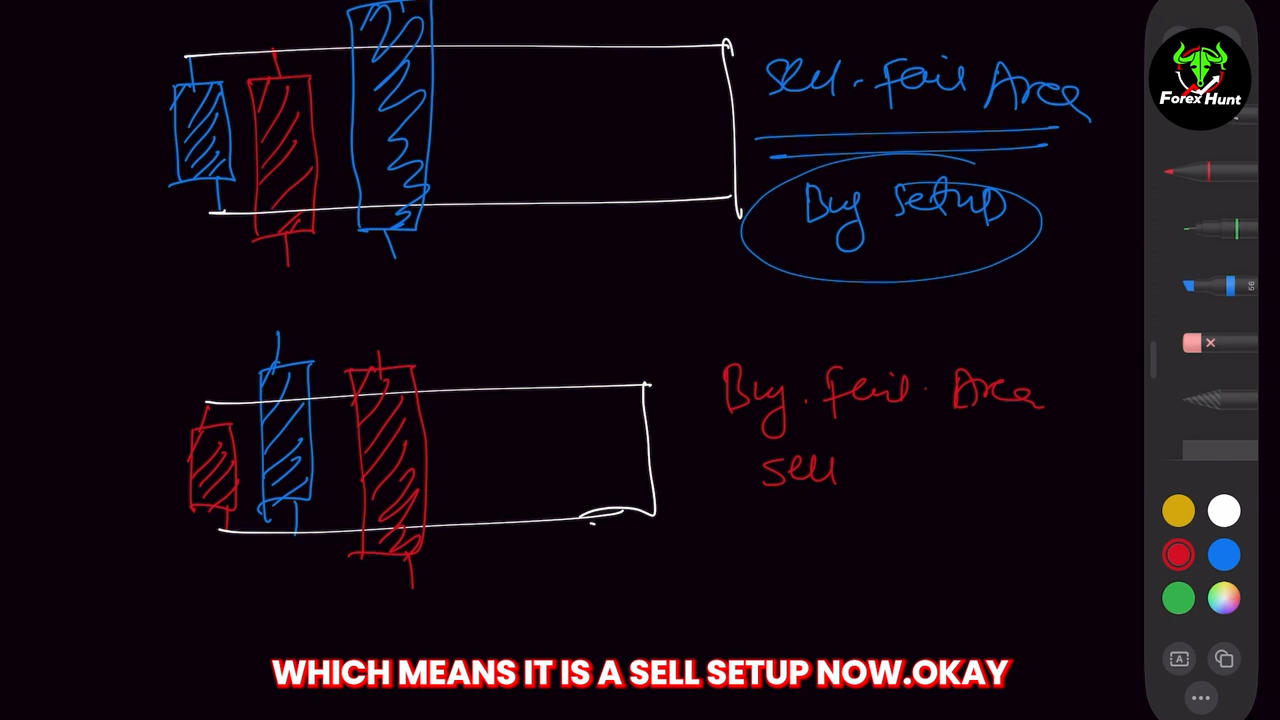 Sell. Fail Area
Forex Hunt
Buy Setup
Buy. Fail. Area
Sell
WHICH MEANS IT IS A SELL SETUP NOW.OKAY